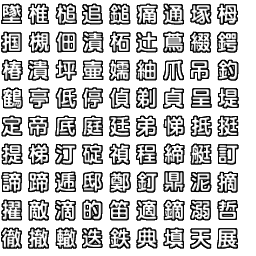 墜椎槌追鎚痛通塚栂
掴槻佃漬柘辻蔦綴鍔
椿潰坪壷嬬紬爪吊釣
鶴亭低停偵剃貞呈堤
定帝底庭廷弟悌抵挺
提梯汀碇禎程締艇訂
諦蹄逓邸鄭釘鼎泥摘
擢敵滴的笛適鏑溺哲
徹撤轍迭鉄典填天展